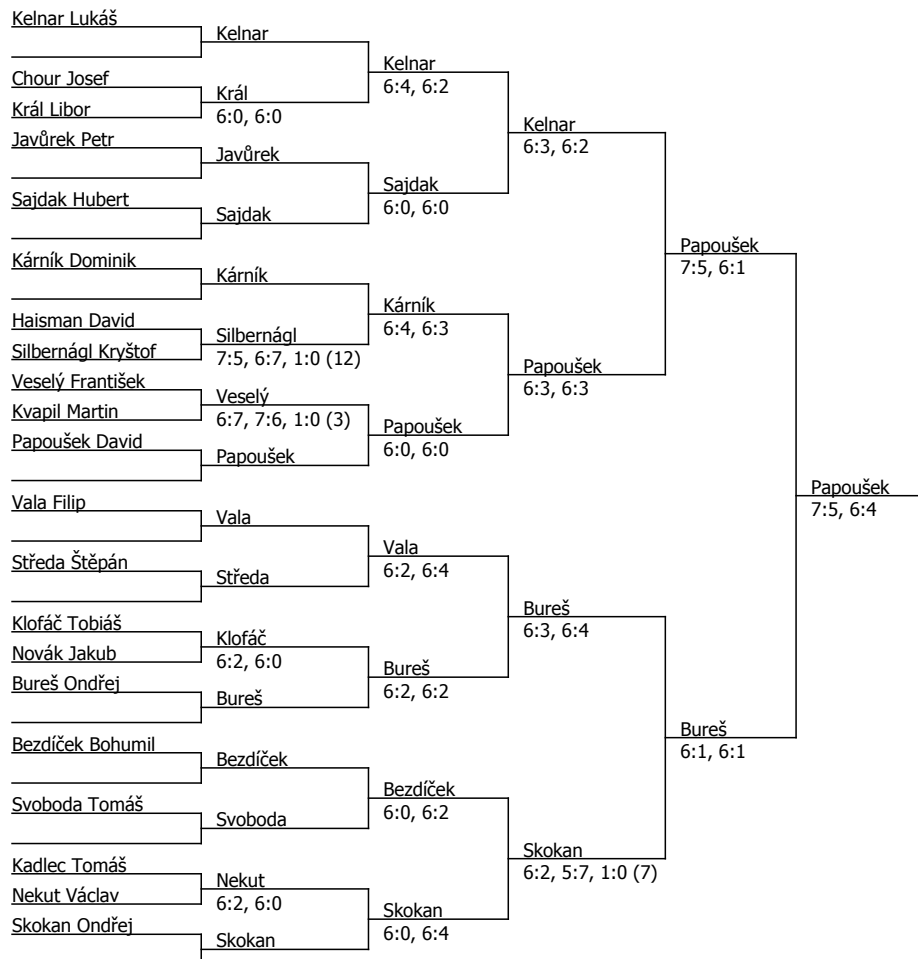 Kelnar Lukáš
Kelnar
Kelnar
6:4, 6:2
Chour Josef
Král
6:0, 6:0
Král Libor
Kelnar
6:3, 6:2
Javůrek Petr
Javůrek
Sajdak
6:0, 6:0
Sajdak Hubert
Sajdak
Papoušek
7:5, 6:1
Kárník Dominik
Kárník
Kárník
6:4, 6:3
Haisman David
Silbernágl
7:5, 6:7, 1:0 (12)
Silbernágl Kryštof
Papoušek
6:3, 6:3
Veselý František
Veselý
6:7, 7:6, 1:0 (3)
Kvapil Martin
Papoušek
6:0, 6:0
Papoušek David
Papoušek
Papoušek
7:5, 6:4
Vala Filip
Vala
Vala
6:2, 6:4
Středa Štěpán
Středa
Bureš
6:3, 6:4
Klofáč Tobiáš
Klofáč
6:2, 6:0
Novák Jakub
Bureš
6:2, 6:2
Bureš Ondřej
Bureš
Bureš
6:1, 6:1
Bezdíček Bohumil
Bezdíček
Bezdíček
6:0, 6:2
Svoboda Tomáš
Svoboda
Skokan
6:2, 5:7, 1:0 (7)
Kadlec Tomáš
Nekut
6:2, 6:0
Nekut Václav
Skokan
6:0, 6:4
Skokan Ondřej
Skokan